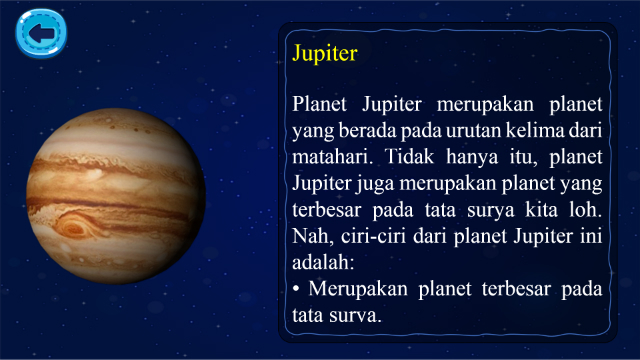 Jupiter
Planet Jupiter merupakan planet
yang berada pada urutan kelima dari
matahari. Tidak hanya itu, planet
Jupiter juga merupakan planet yang
terbesar pada tata surya kita loh.
Nah, ciri-ciri dari planet Jupiter ini
adalah:
• Merupakan planet terbesar pada
tata surya.